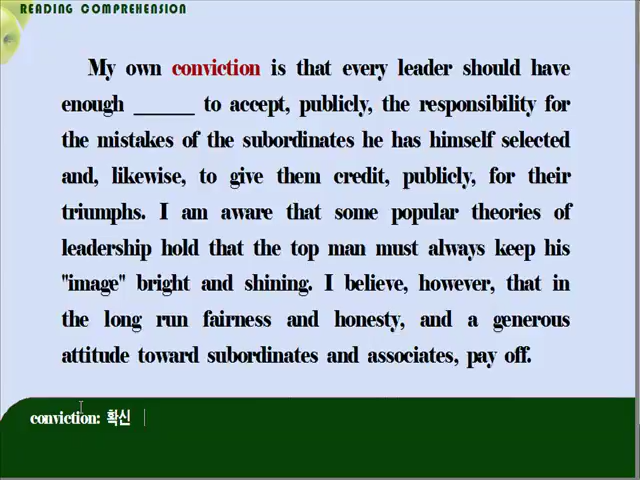 READING COMPREHENSION
My own conviction is that every leader should have
enough ______ to accept, publicly, the responsibility for
the mistakes of the subordinates he has himself selected
and, likewise, to give them credit, publicly, for their
triumphs. I am aware that some popular theories of
leadership hold that the top man must always keep his
"image" bright and shining. I believe, however, that in
the long run fairness and honesty, and a generous
attitude toward subordinates and associates, pay off.
conviction: 확신